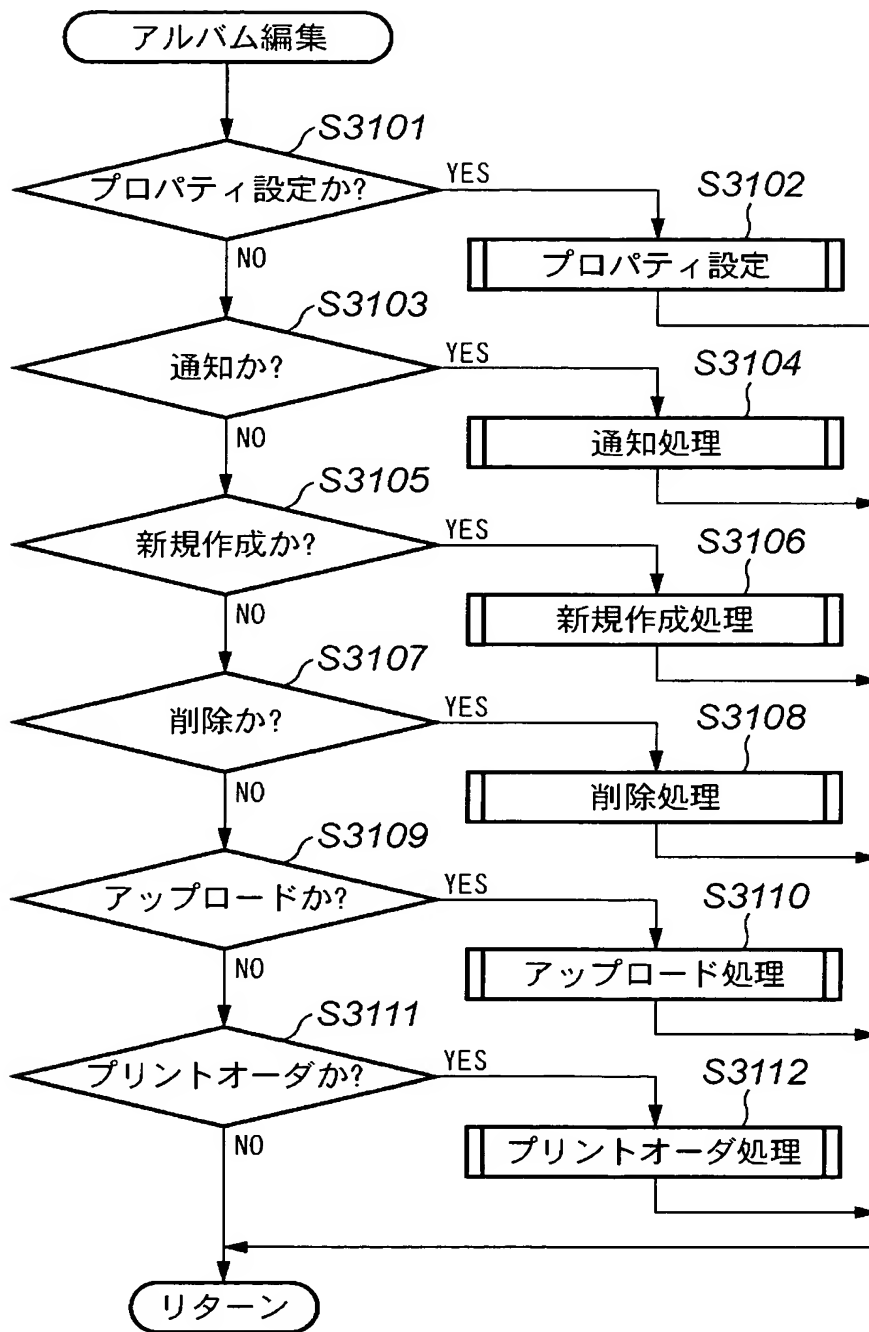 アルバム編集
S3101
プロパティ設定か?
YES
NO
S3102
プロパティ設定
S3103
通知か?
YES
NO
S3104
通知処理
S3105
新規作成か?
YES
NO
S3106
新規作成処理
S3107
削除か?
YES
NO
S3108
削除処理
S3109
アップロードか?
YES
NO
S3110
アップロード処理
S3111
プリントオーダか?
YES
NO
S3112
プリントオーダ処理
リターン